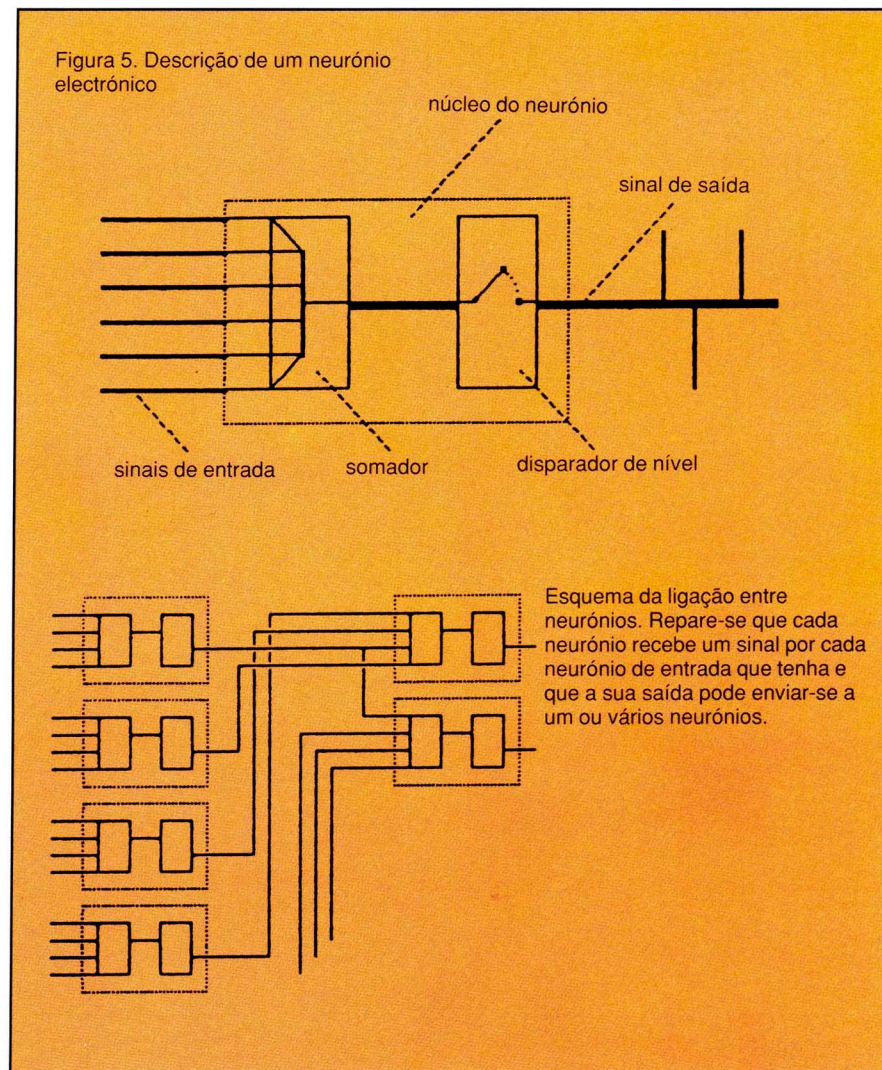 Figura 5. Descrição de um neurónio
electrónico
núcleo do neurónio
sinal de saída
sinais de entrada
somador
disparador de nível
Esquema da ligação entre
neurónios. Repare-se que cada
neurónio recebe um sinal por cada
neurónio de entrada que tenha e
que a sua saída pode enviar-se a
um ou vários neurónios.